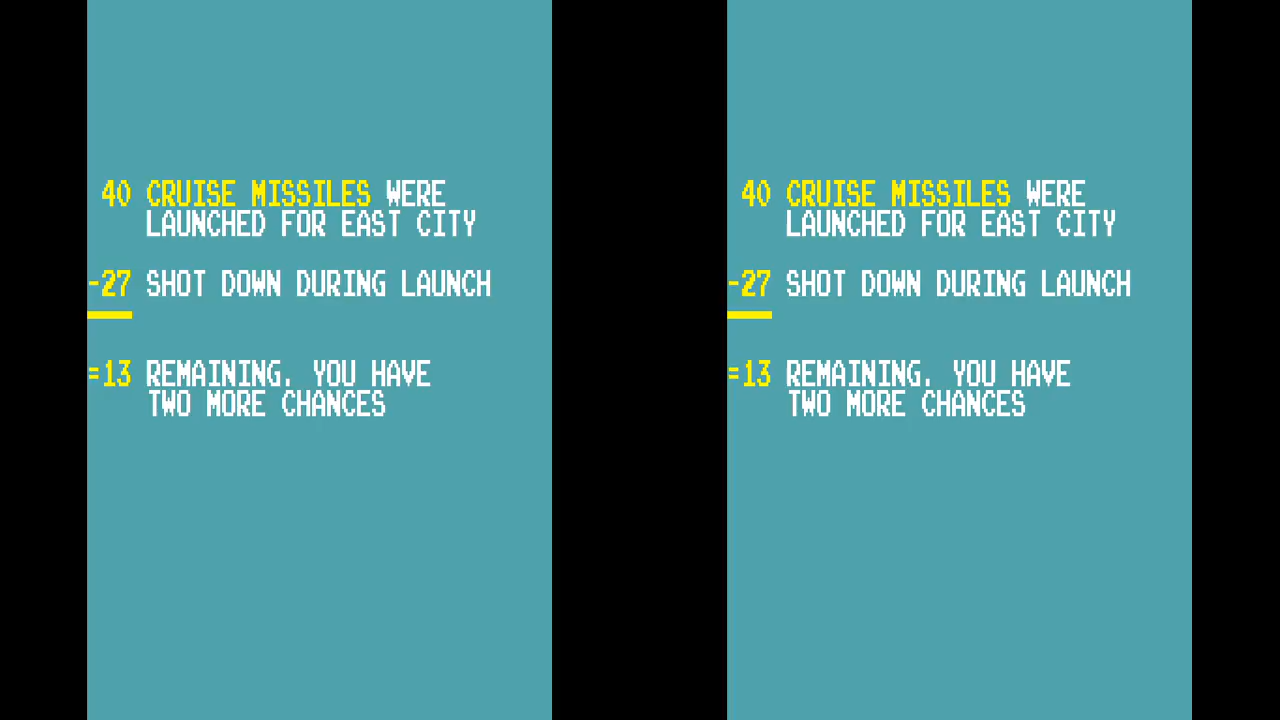 40 CRUISE MISSILES WERE
LAUNCHED FOR EAST CITY
-27 SHOT DOWN DURING LAUNCH
=13 REMAINING. YOU HAVE
TWO MORE CHANCES
40 CRUISE MISSILES WERE
LAUNCHED FOR EAST CITY
-27 SHOT DOWN DURING LAUNCH
=13 REMAINING. YOU HAVE
TWO MORE CHANCES